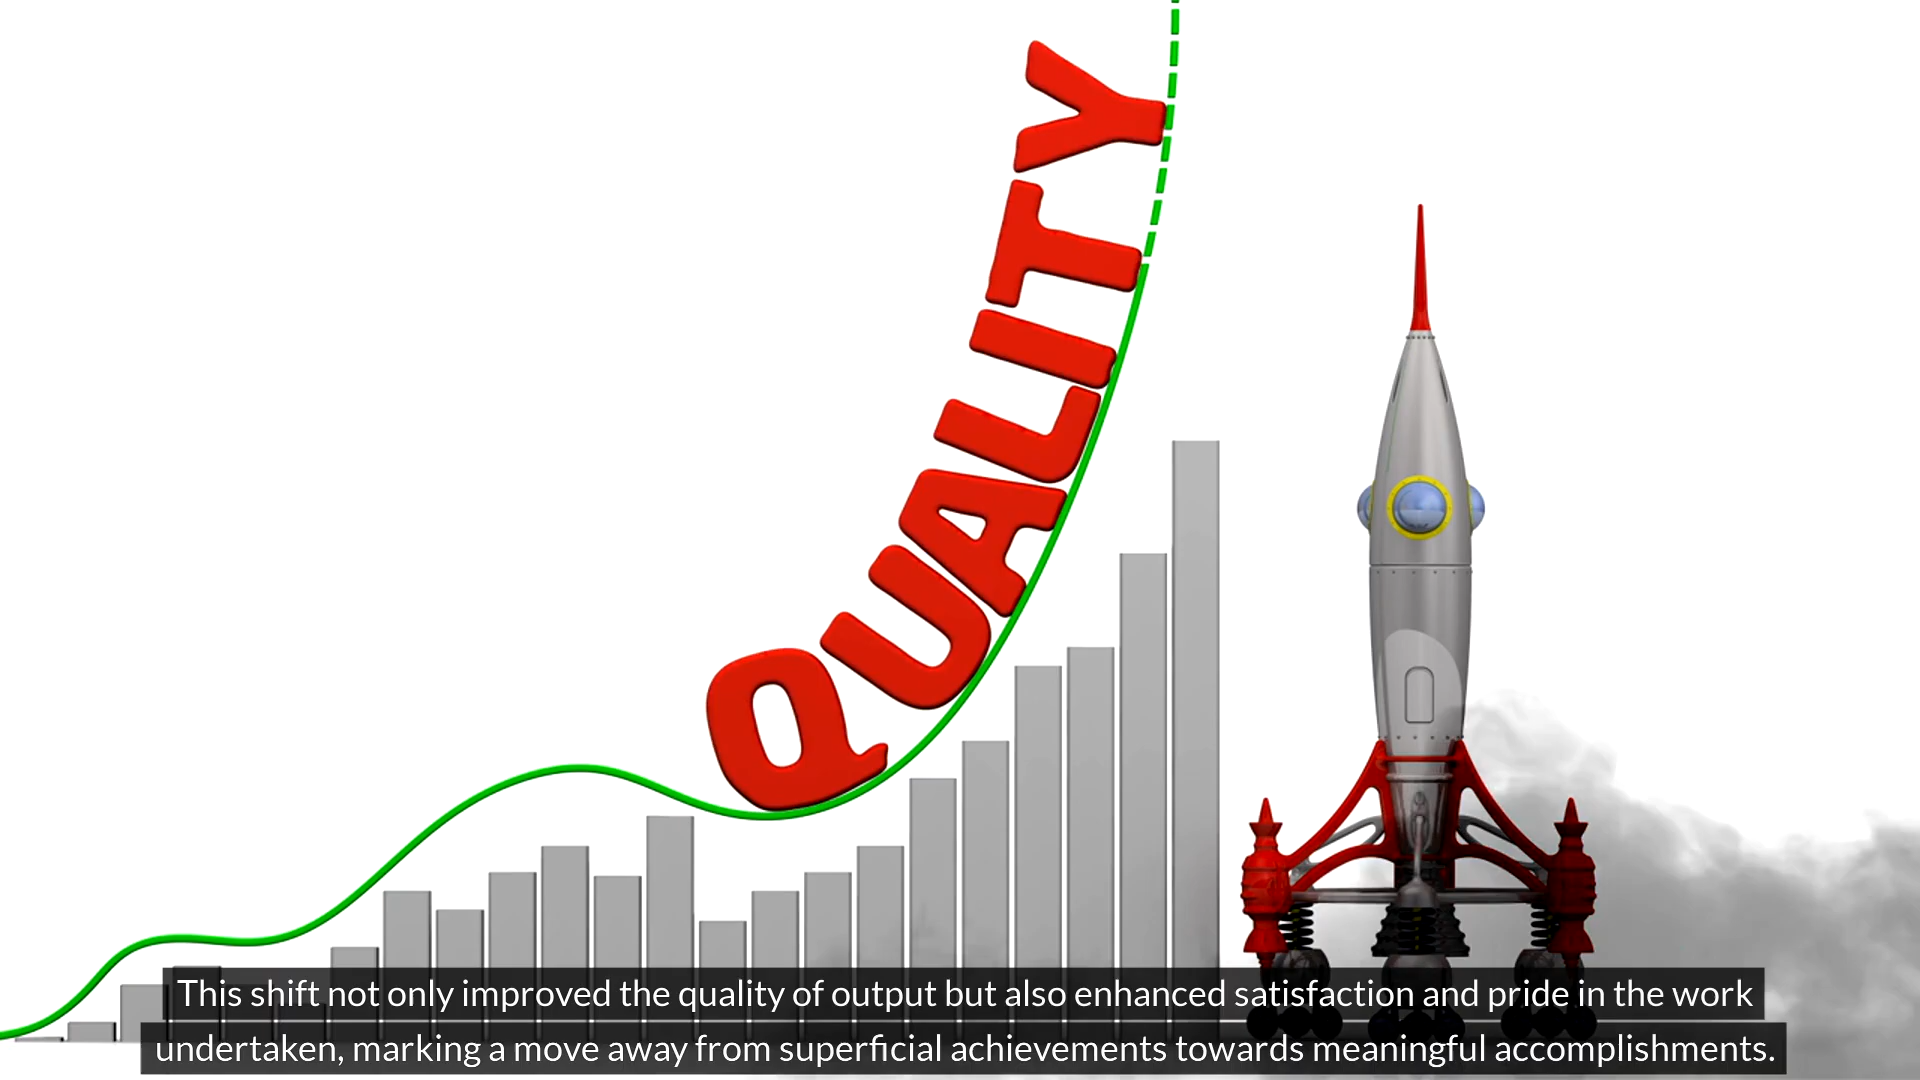 QUALITY
This shift not only improved the quality of output but also enhanced satisfaction and pride in the work
undertaken, marking a move away from superficial achievements towards meaningful accomplishments.